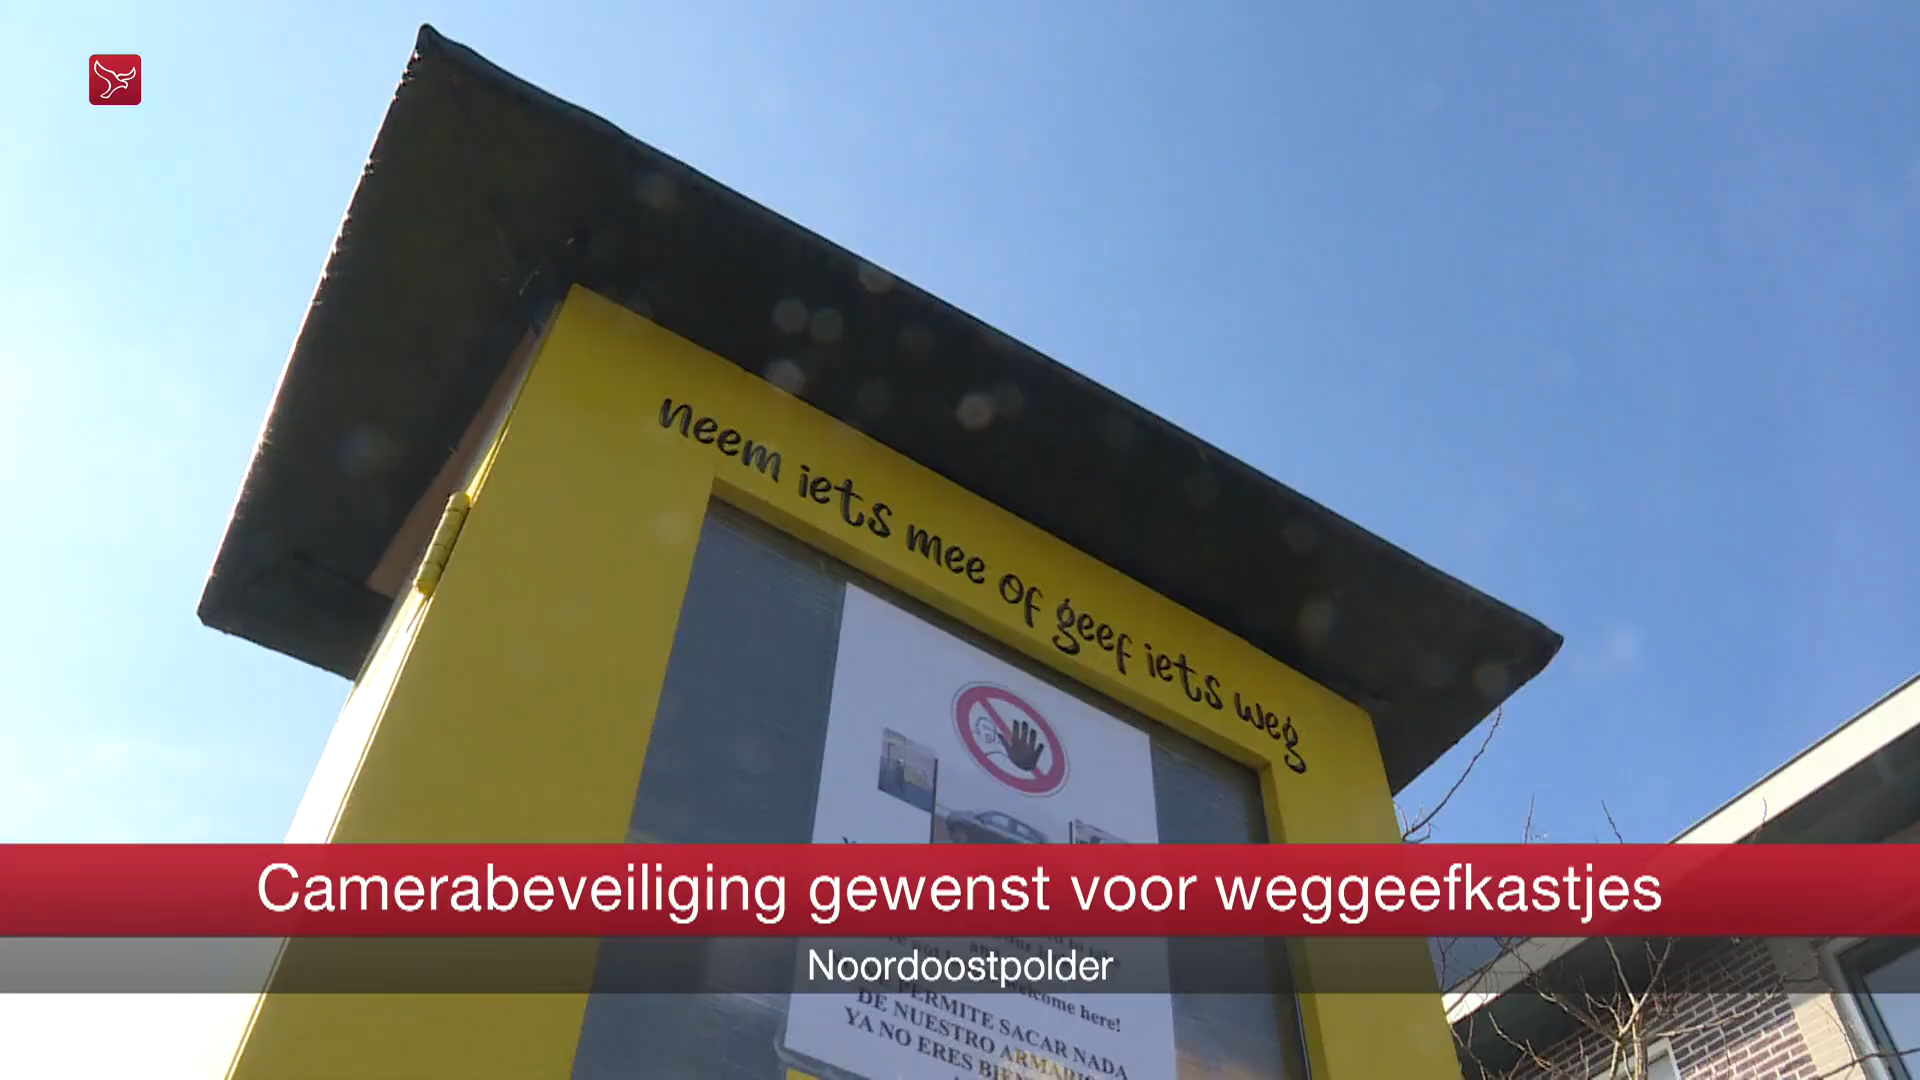 neem iets mee of geef iets weg
Camerabeveiliging gewenst voor weggeefkastjes
Noordoostpolder
welcome here!
PERMITE SACAR NADA
DE NUESTRO ARMARIO
YA NO ERES